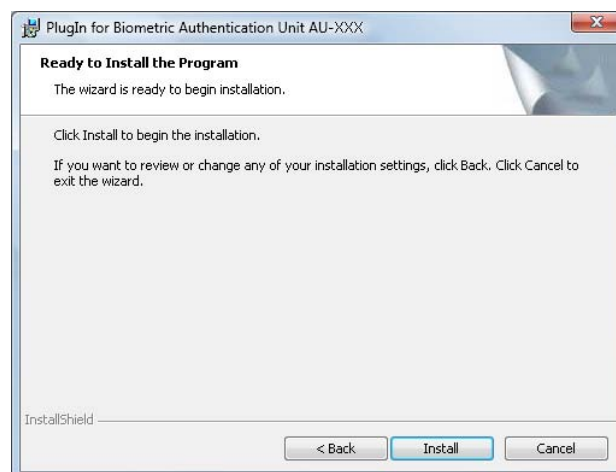 PlugIn for Biometric Authentication Unit AU-XXX
Ready to Install the Program
The wizard is ready to begin installation.
Click Install to begin the installation.
If you want to review or change any of your installation settings, click Back. Click Cancel to
exit the wizard.
InstallShield
< Back Install Cancel